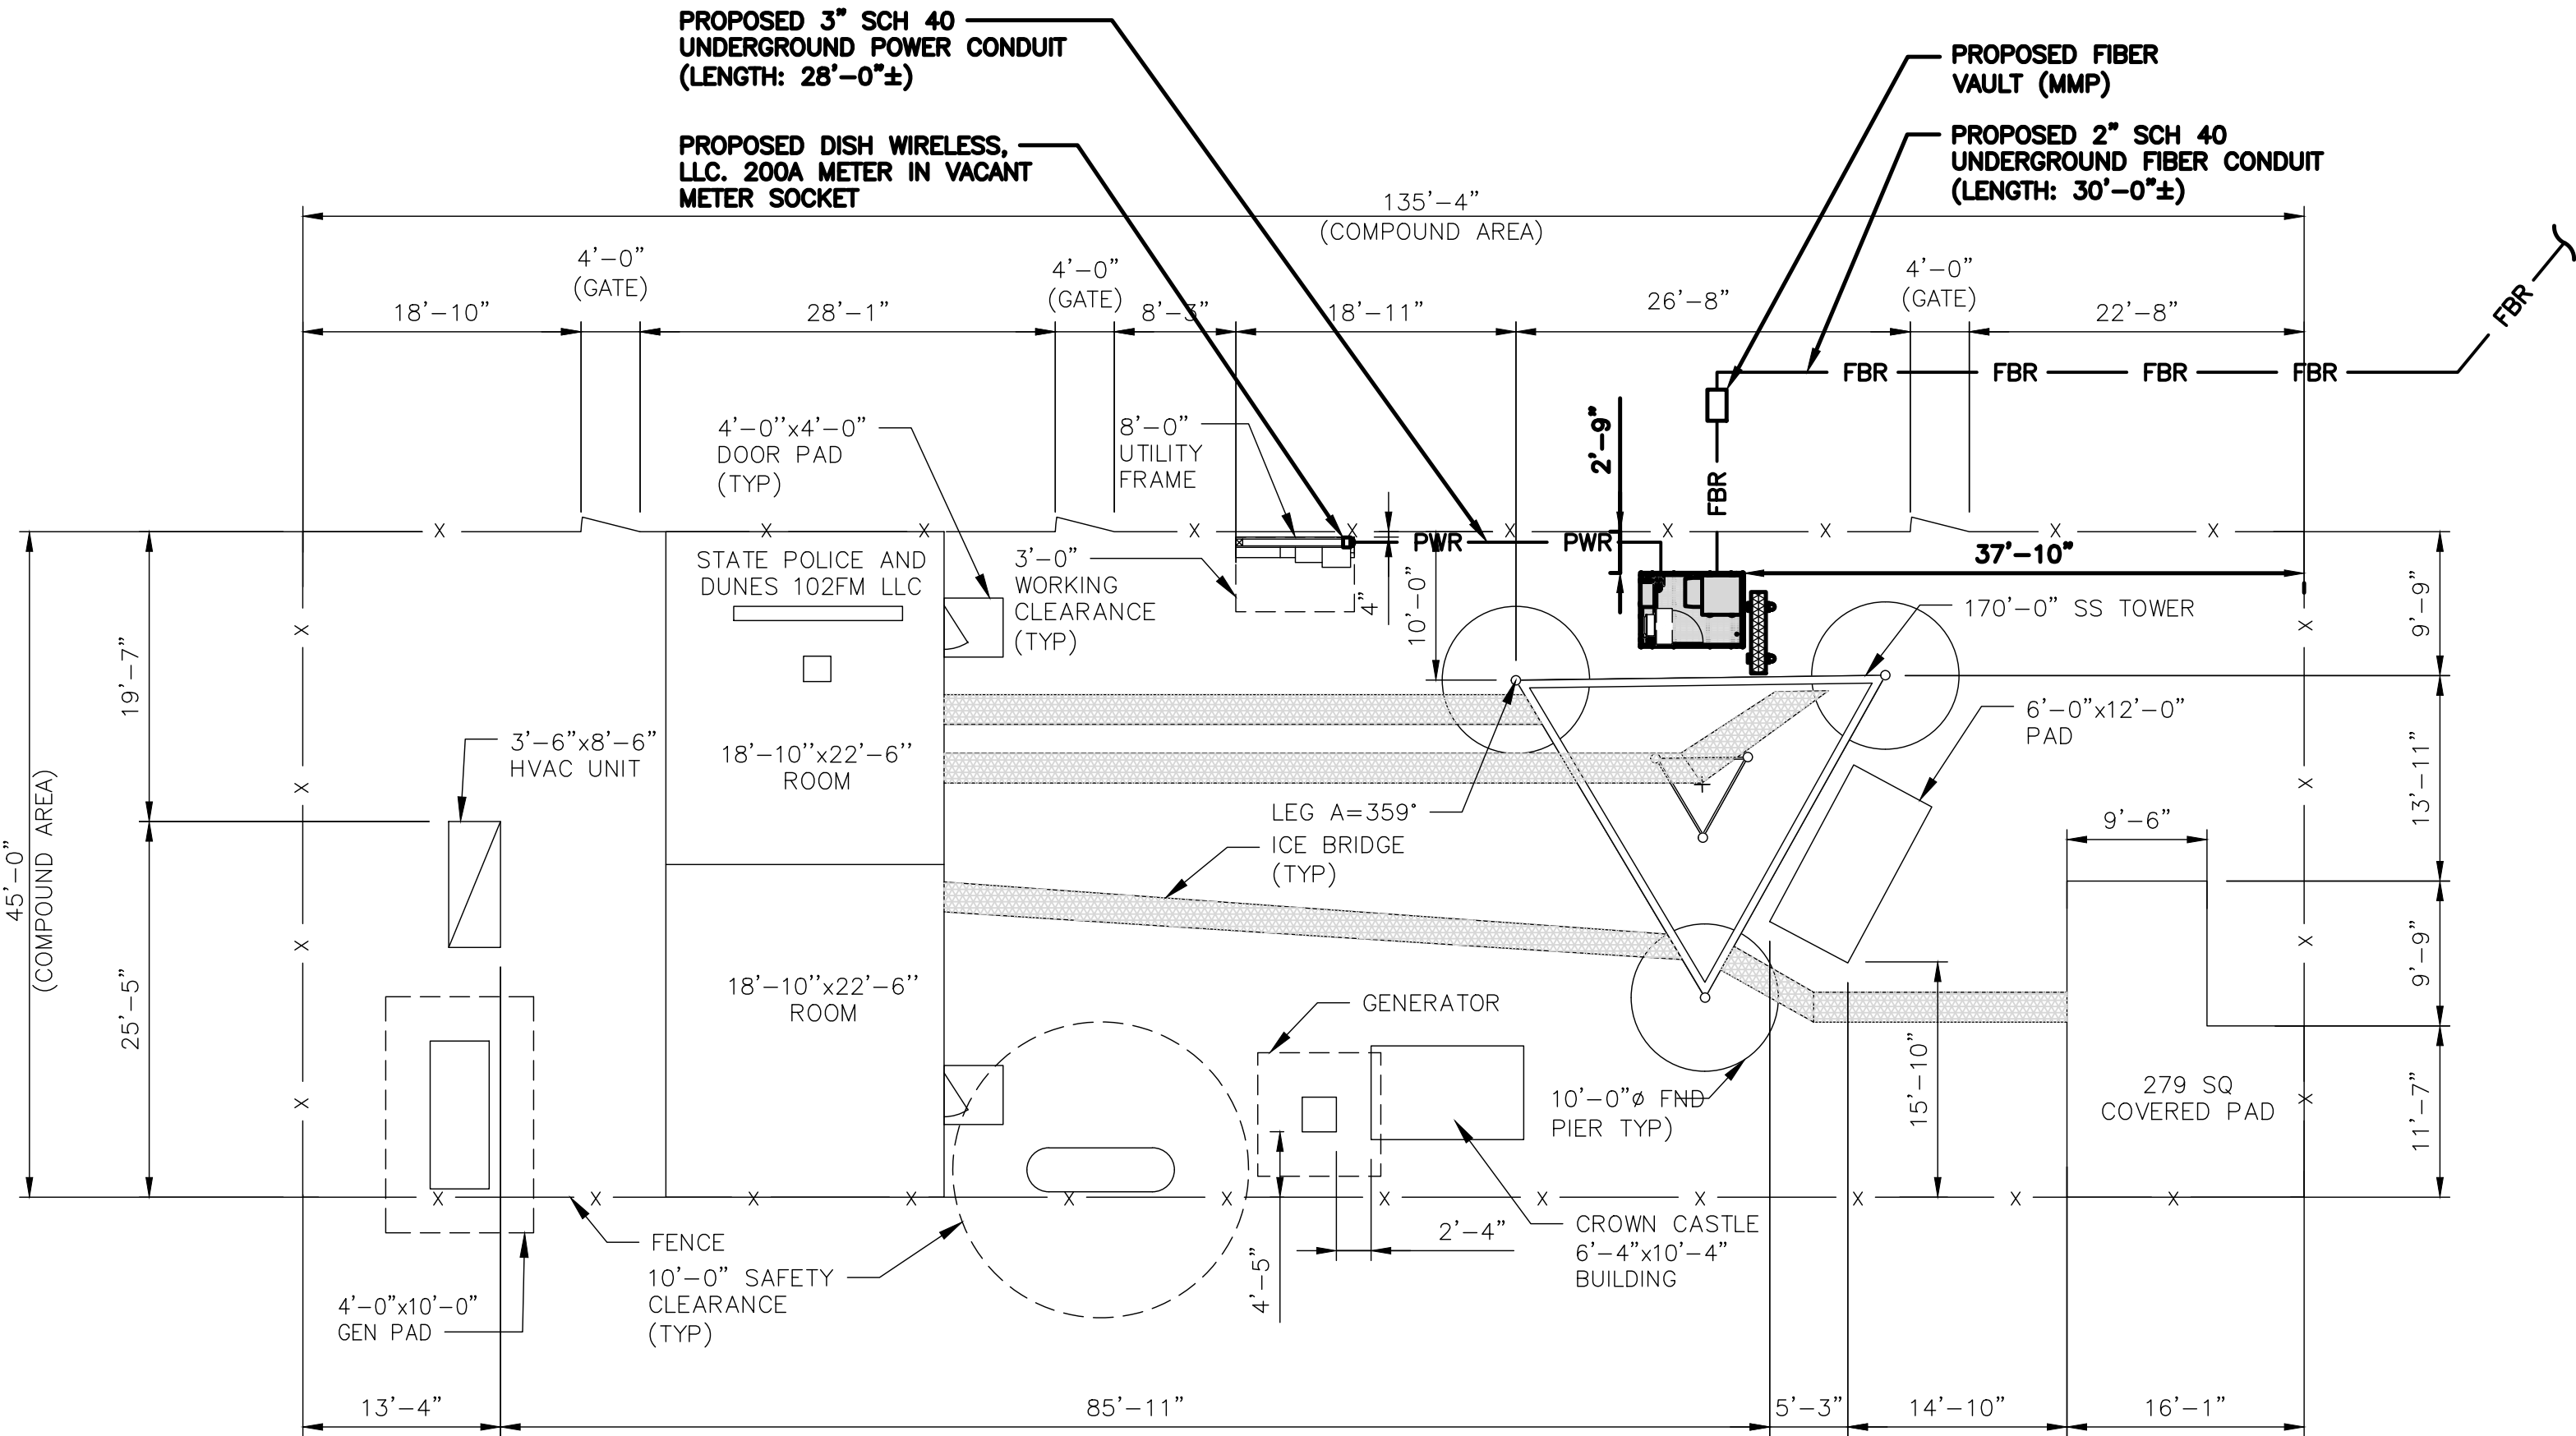 PROPOSED 3" SCH 40
UNDERGROUND POWER CONDUIT
(LENGTH: 28'-0"±)
PROPOSED FIBER
VAULT (MMP)
PROPOSED DISH WIRELESS,
LLC. 200A METER IN VACANT
METER SOCKET
PROPOSED 2" SCH 40
UNDERGROUND FIBER CONDUIT
(LENGTH: 30'-0"±)
135'-4"
(COMPOUND AREA)
4'-0"
(GATE)
4'-0"
(GATE)
4'-0"
(GATE)
18'-10"
28'-1"
8'-3"
18'-11"
26'-8"
22'-8"
FBR
FBR
FBR
FBR
FBR
FBR
2'-9"
4'-0''x4'-0"
DOOR PAD
(TYP)
8'-0"
UTILITY
FRAME
X X X X X X X X X X X
PWR
PWR
37'-10"
STATE POLICE AND
DUNES 102FM LLC
3'-0"
WORKING
CLEARANCE
(TYP)
4"
10'-0"
170'-0" SS TOWER
9'-9"
X
X
X
X
X
X
X
X
19'-7"
45'-0"
(COMPOUND AREA)
3'-6"x8'-6"
HVAC UNIT
18'-10''x22'-6''
ROOM
6'-0"x12'-0"
PAD
13'-11"
LEG A=359°
ICE BRIDGE
(TYP)
9'-6"
25'-5"
18'-10''x22'-6''
ROOM
GENERATOR
9'-9"
15'-10"
10'-0"ø FND
PIER TYP)
279 SQ
COVERED PAD
11'-7"
X X X X X X X X X X X X
FENCE
10'-0" SAFETY
CLEARANCE
(TYP)
4'-0"x10'-0"
GEN PAD
4'-5"
2'-4"
CROWN CASTLE
6'-4"x10'-4"
BUILDING
13'-4"
85'-11"
5'-3"
14'-10"
16'-1"